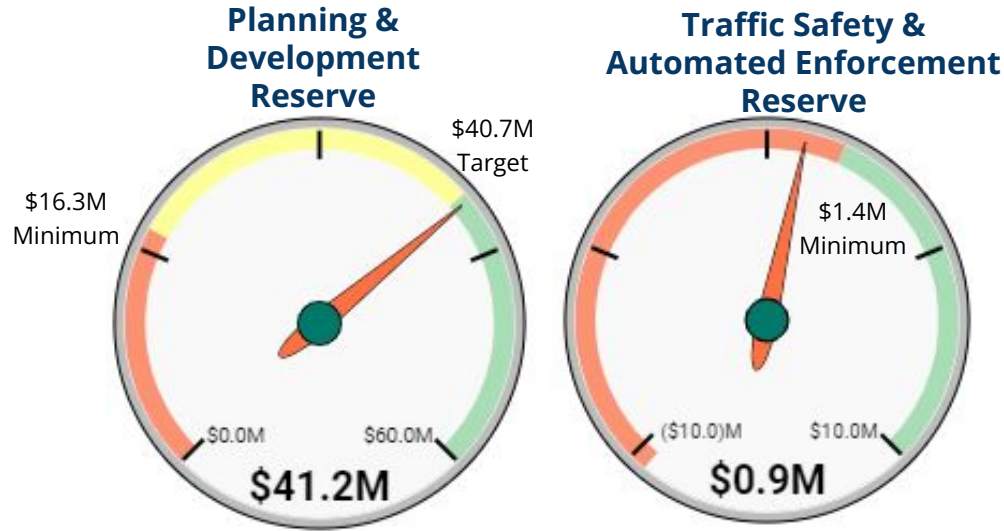 Planning &
Development
Reserve
$40.7M
Target
$16.3M
Minimum
$0.0M
$60.0M
$41.2M
Traffic Safety &
Automated Enforcement
Reserve
$1.4M
Minimum
($10.0)M
$10.0M
$0.9M